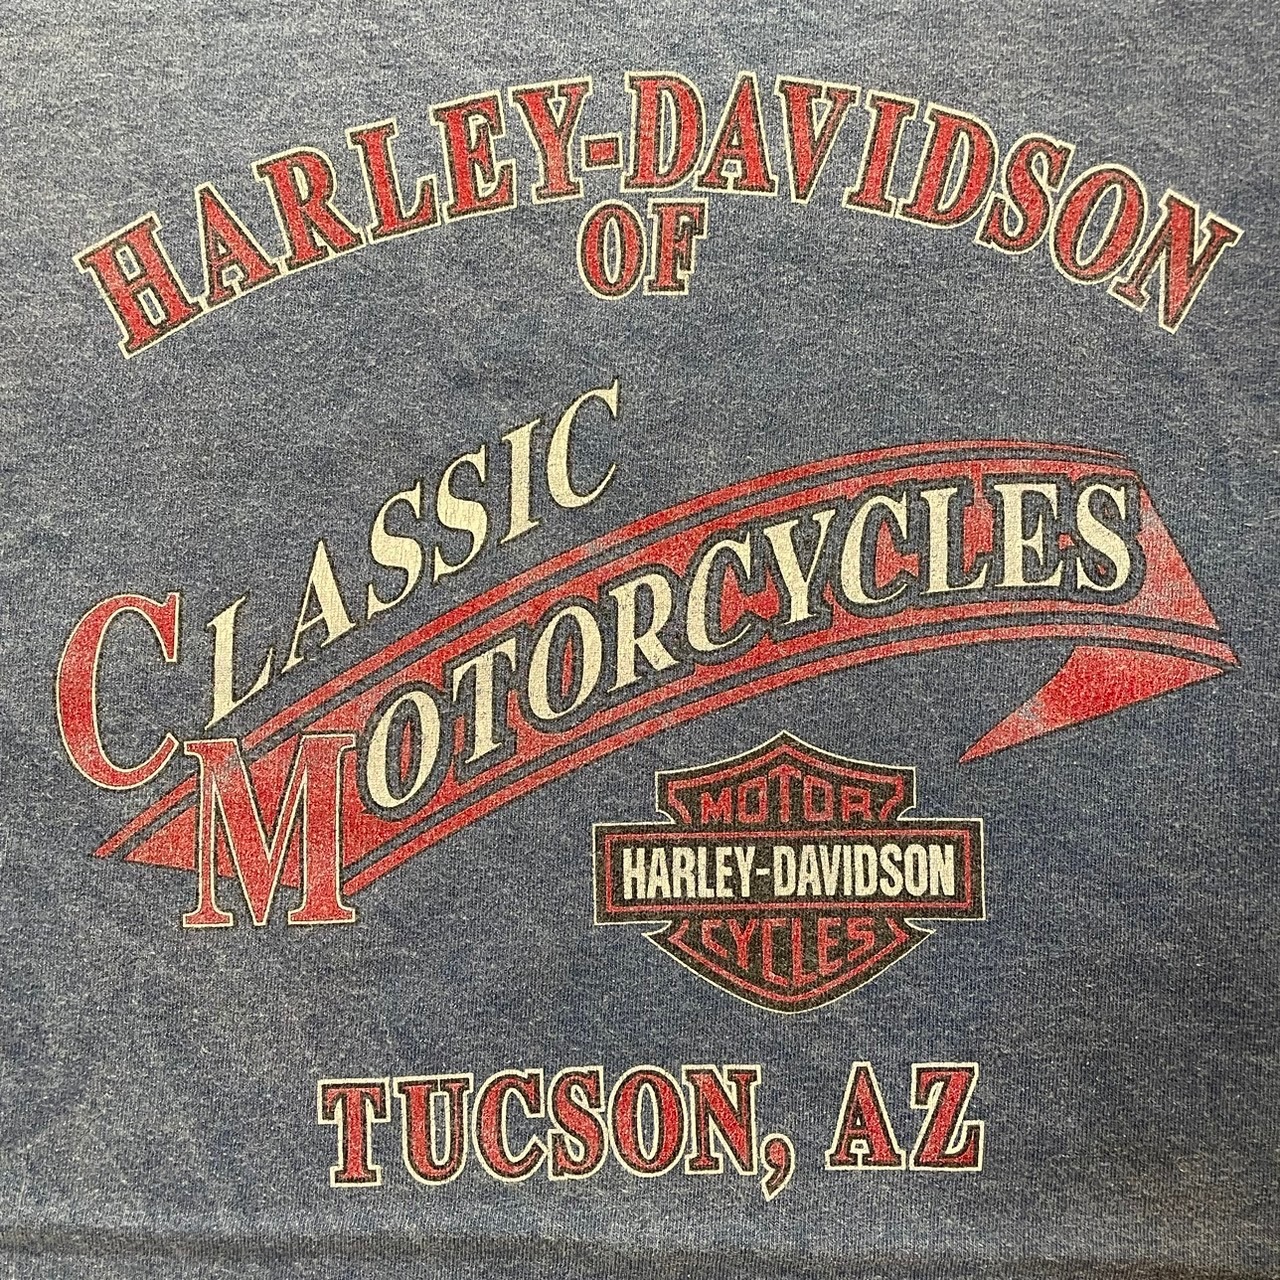 HARLEY-DAVIDSON
OF
CLASSIC
MOTORCYCLES
MOTOR
HARLEY-DAVIDSON
CYCLES
TUCSON, AZ